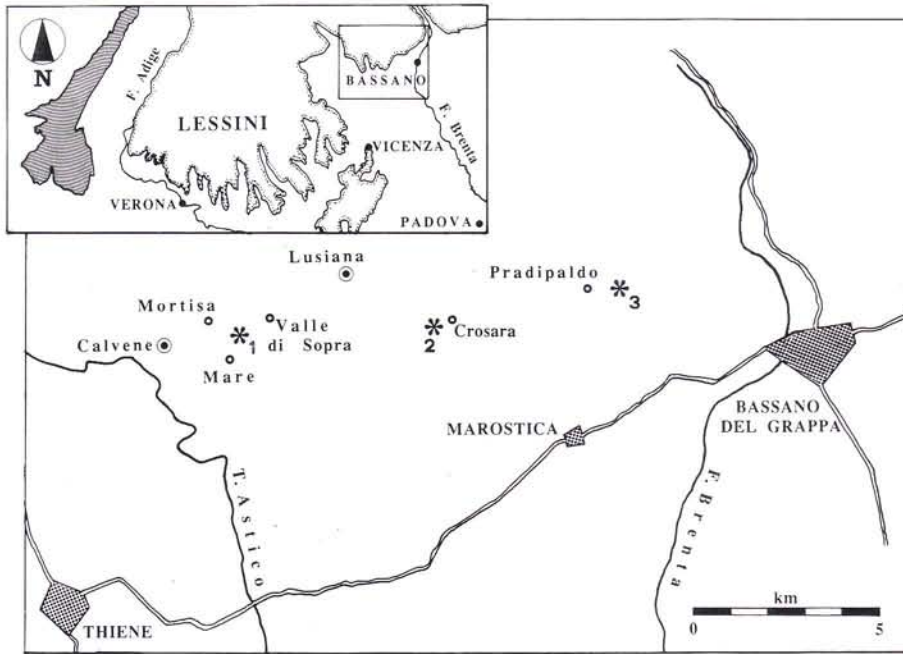 N
F. Adige
LESSINI
BASSANO
F. Brenta
VICENZA
VERONA
PADOVA
Lusiana
Pradipaldo
3
Mortisa
Valle
di Sopra
1
2
Crosara
Calvene
Mare
MAROSTICA
BASSANO
DEL GRAPPA
T. Astico
F. Brenta
THIENE
km
0
5